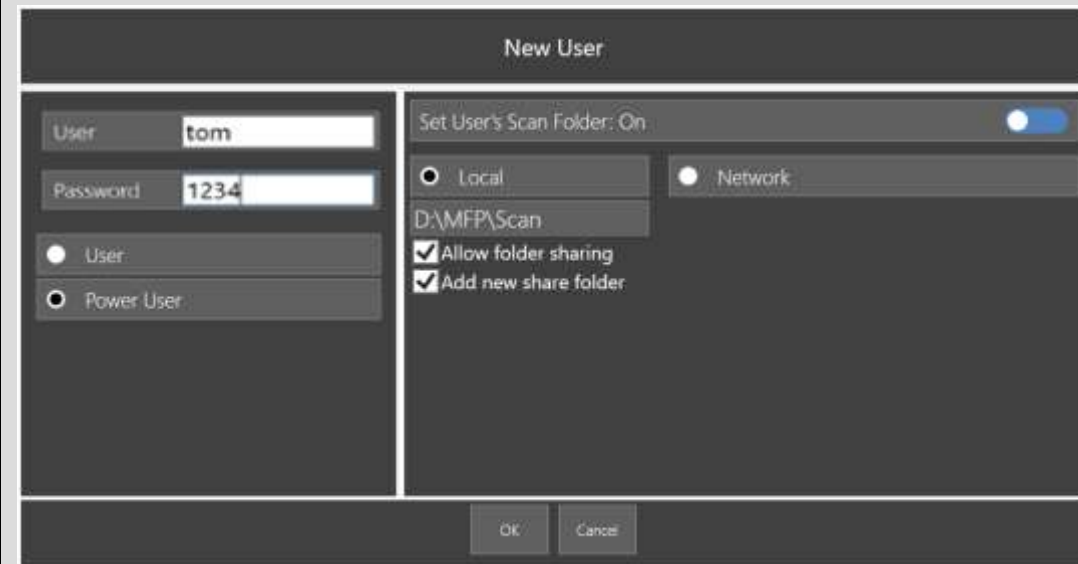 New User
User tom
Password 1234
User
Power User
Set User's Scan Folder: On
Local
Network
D:\MFP\Scan
Allow folder sharing
Add new share folder
OK
Cancel